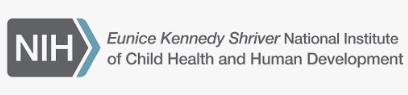 NIH
Eunice Kennedy Shriver National Institute
of Child Health and Human Development